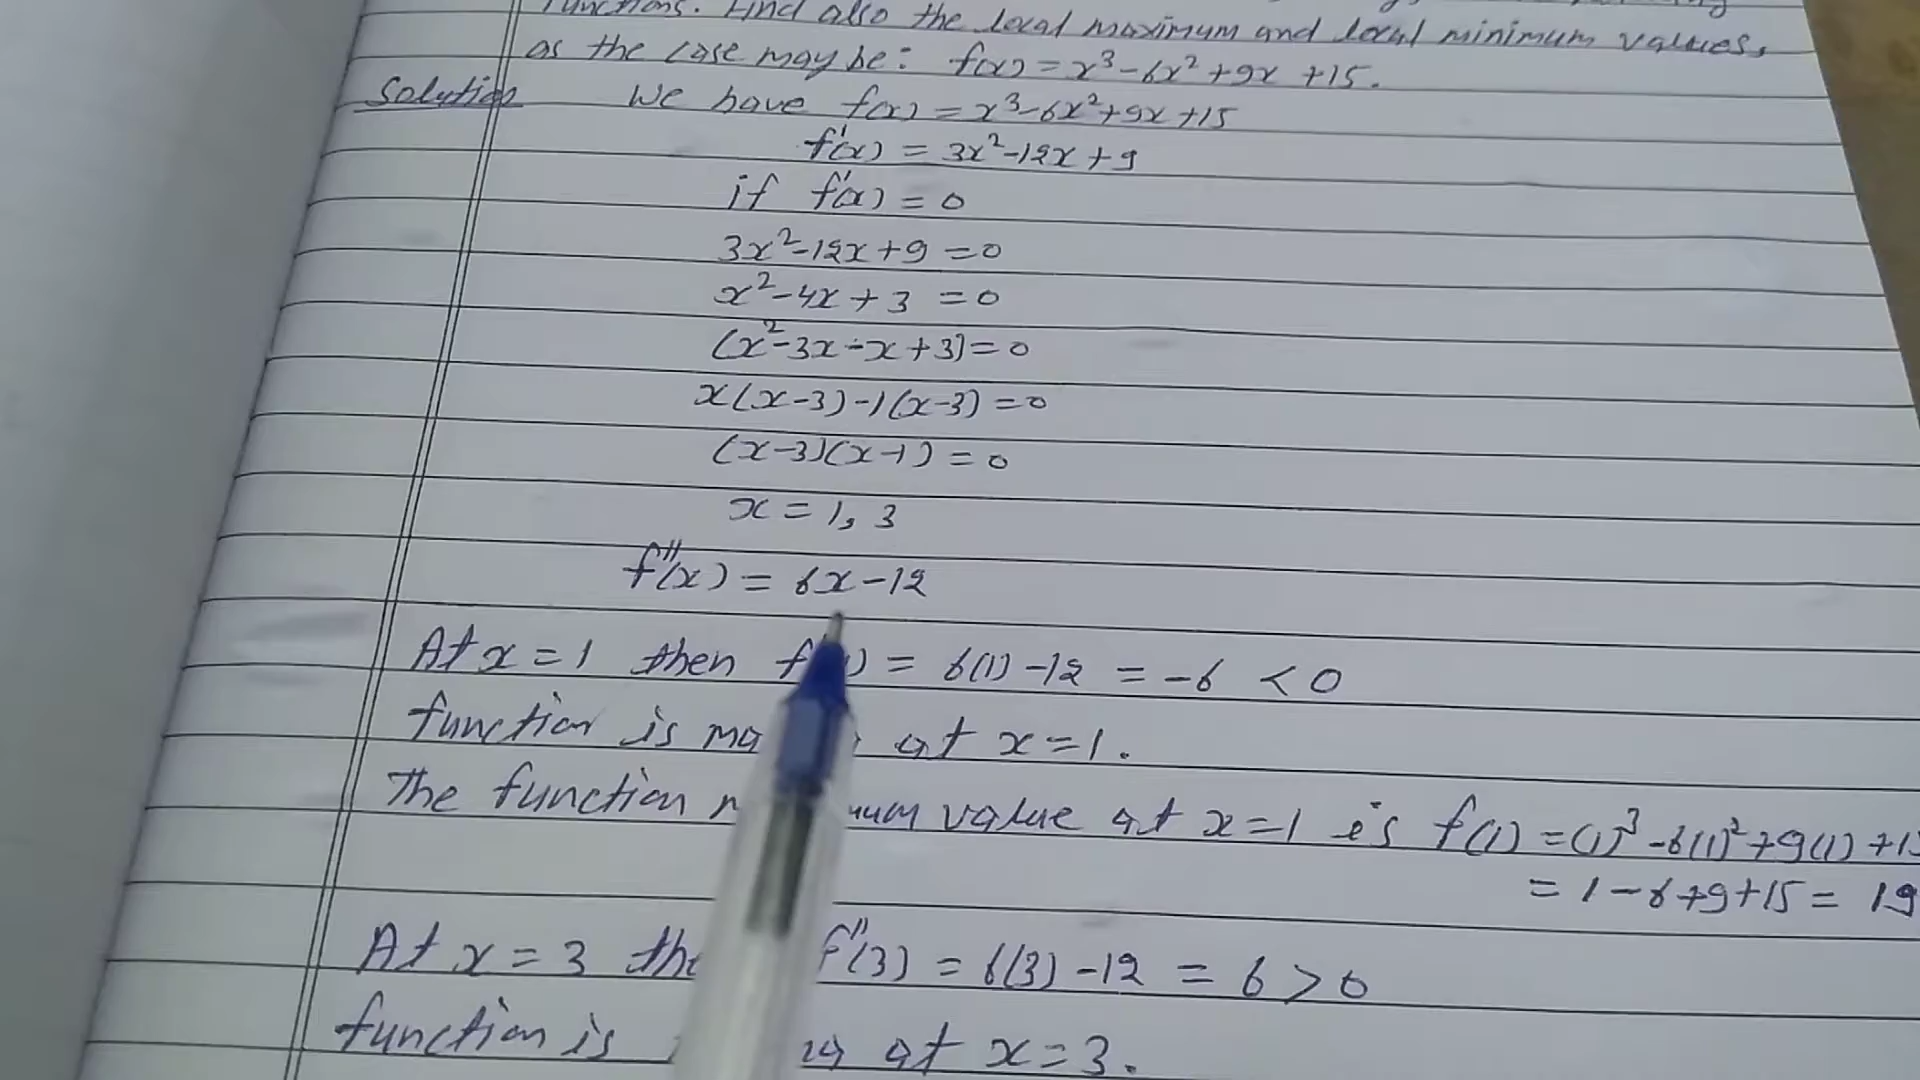 functions. Find also the local maximum and local minimum values,
as the case may be: f(x) = x³-6x²+9x+15.
Solution We have f(x) = x³-6x²+9x+15
f'(x) = 3x²-12x+9
if f'(x) = 0
3x²-12x+9 = 0
x²-4x+3 = 0
(x²-3x-x+3) = 0
x(x-3)-1(x-3) = 0
(x-3)(x-1) = 0
x = 1, 3
f''(x) = 6x-12
At x = 1 then = 6(1)-12 = -6 < 0
function is at x = 1.
The function value at x = 1 is f(1) = (1)³-6(1)²+9(1)+15
= 1-6+9+15 = 19
At x = 3 f''(3) = 6(3)-12 = 6 > 0
function is at x = 3.